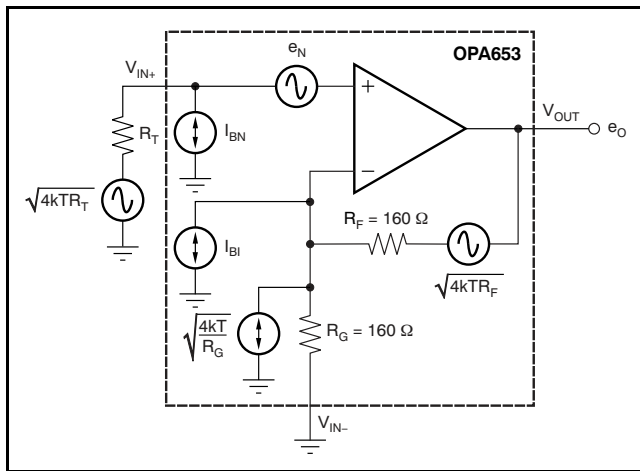 OPA653
e_N
V_IN+
R_T
I_BN
V_OUT
e_O
√4kTR_T
R_F = 160 Ω
I_BI
√4kTR_F
√4kT/R_G
R_G = 160 Ω
V_IN−